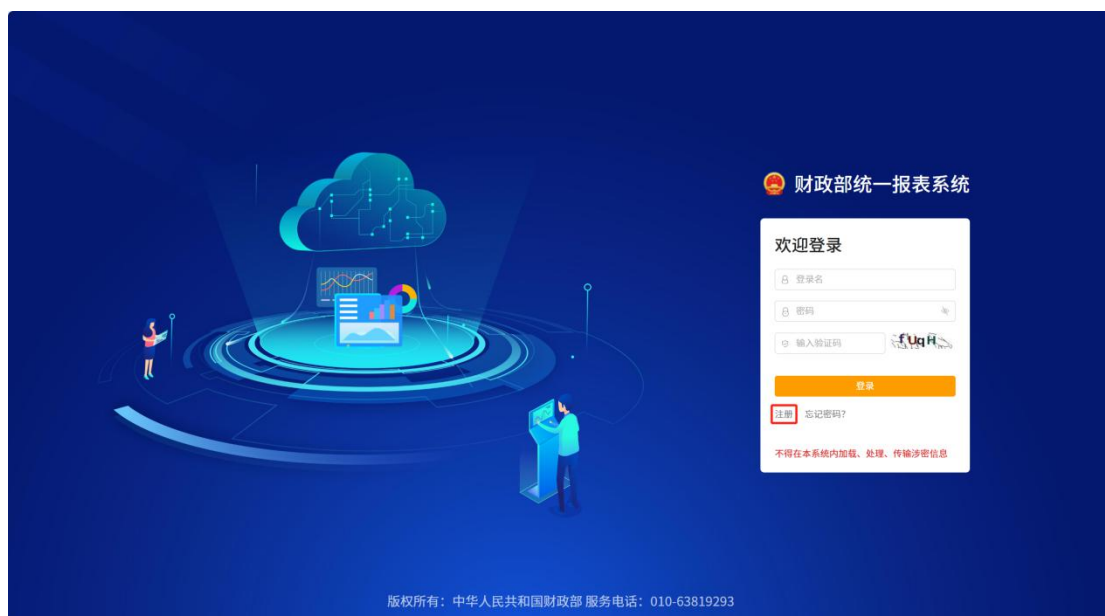 财政部统一报表系统
欢迎登录
登录名
密码
输入验证码
fUqH
登录
注册 忘记密码?
不得在本系统内加载、处理、传输涉密信息
版权所有：中华人民共和国财政部 服务电话：010-63819293